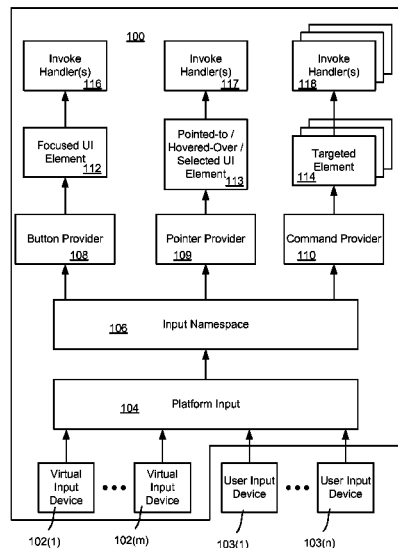 100
Invoke Handler(s) 116
Invoke Handler(s) 117
Invoke Handler(s) 118
Focused UI Element 112
Pointed-to / Hovered-Over / Selected UI Element 113
Targeted Element 114
Button Provider 108
Pointer Provider 109
Command Provider 110
106 Input Namespace
104 Platform Input
Virtual Input Device
•••
Virtual Input Device
User Input Device
•••
User Input Device
102(1)
102(m)
103(1)
103(n)